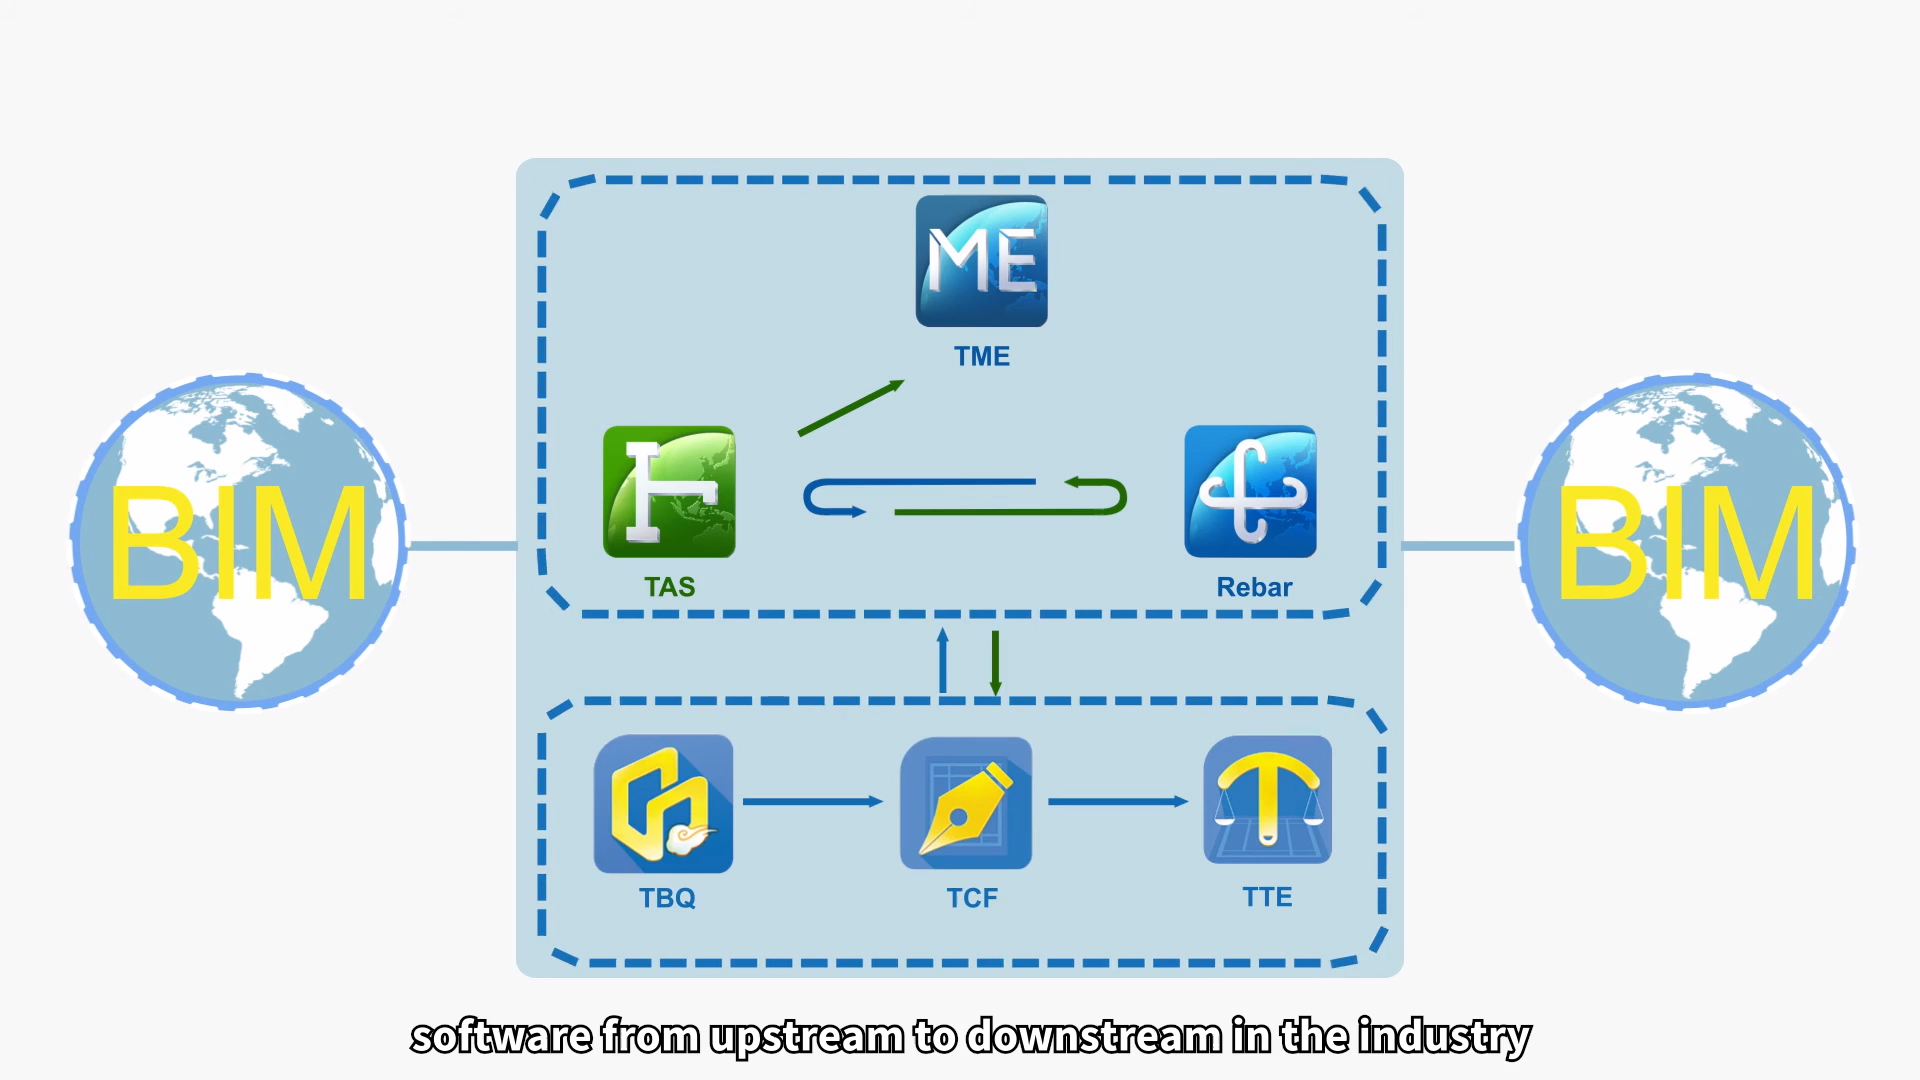 ME
TME
BIM
BIM
TAS
Rebar
TBQ
TCF
TTE
software from upstream to downstream in the industry